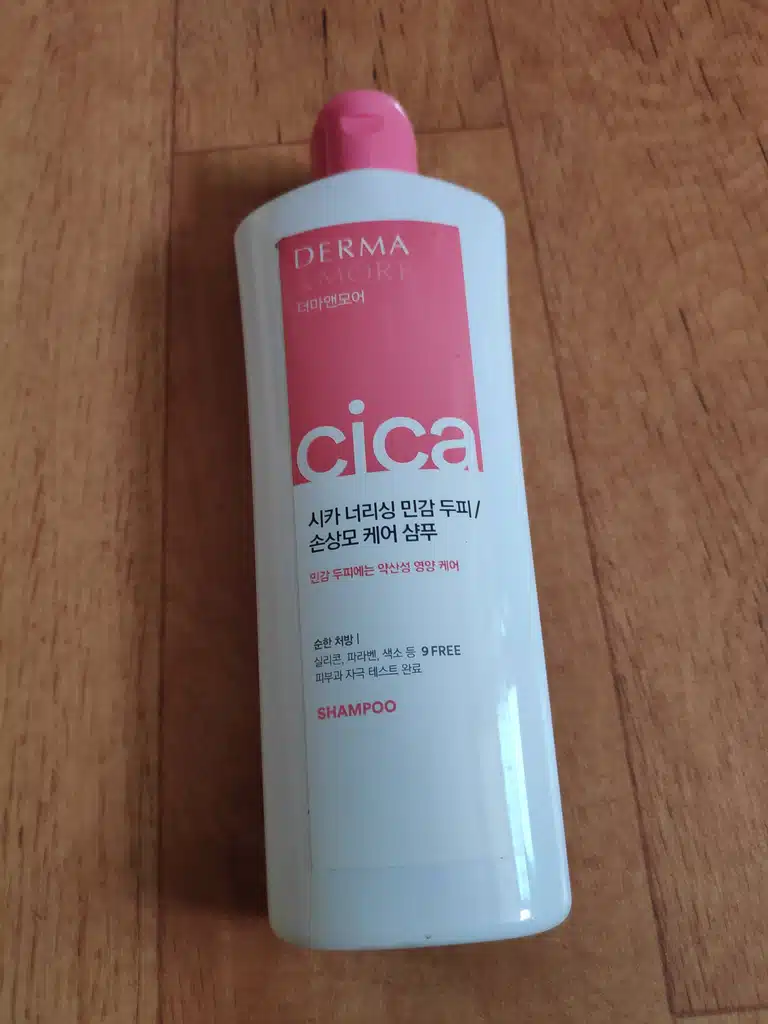 DERMA
&MORE
더마앤모어
cica
시카 너리싱 민감 두피/
손상모 케어 샴푸
민감 두피에는 약산성 영양 케어
순한 처방 |
실리콘, 파라벤, 색소 등 9 FREE
피부과 자극 테스트 완료
SHAMPOO